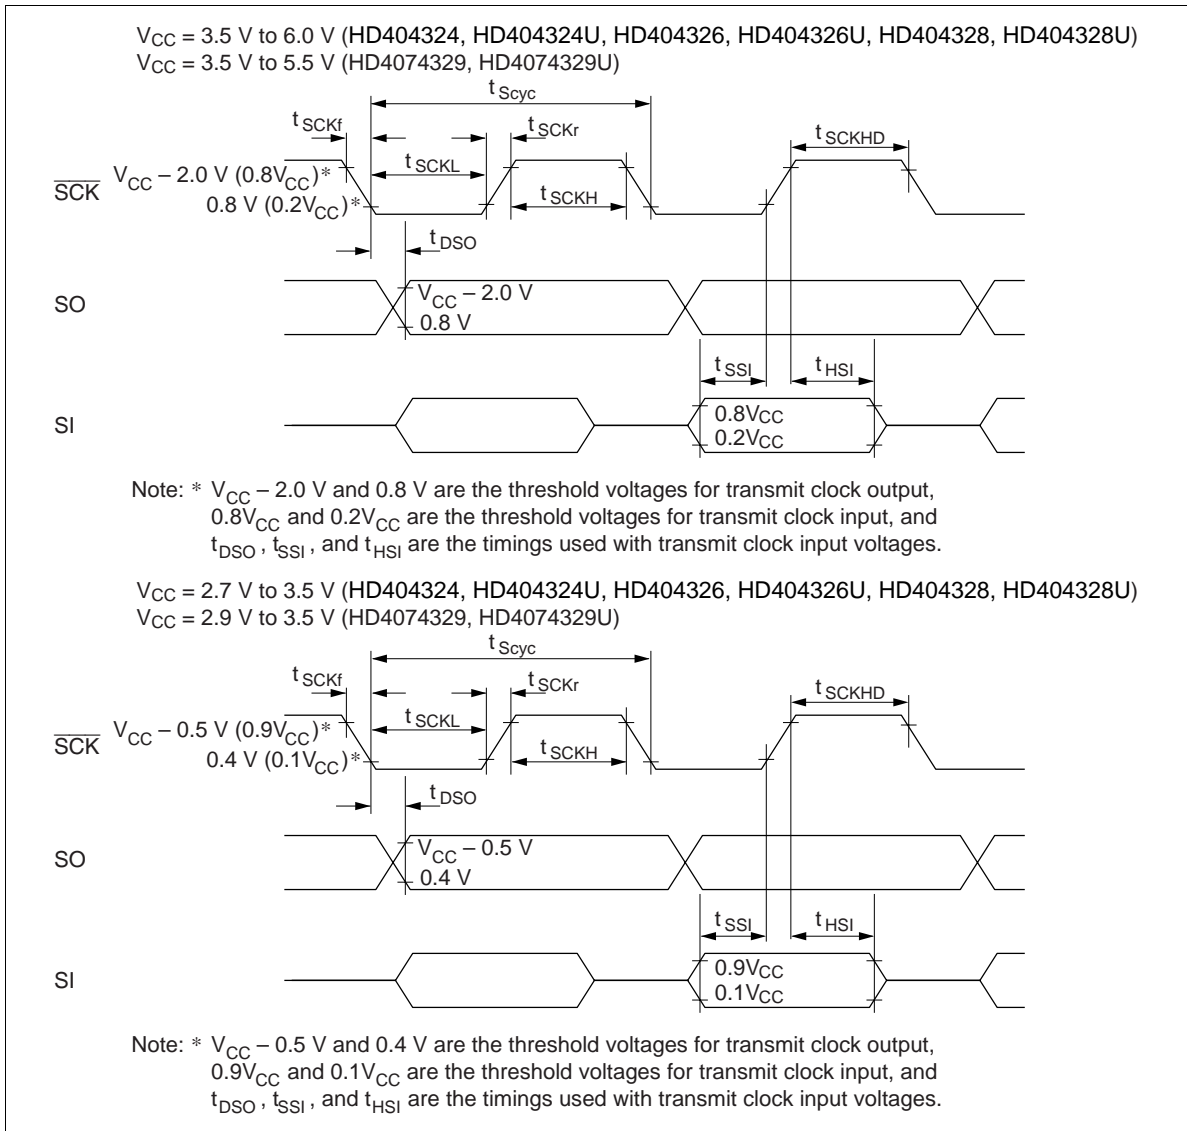 VCC = 3.5 V to 6.0 V (HD404324, HD404324U, HD404326, HD404326U, HD404328, HD404328U)
VCC = 3.5 V to 5.5 V (HD4074329, HD4074329U)
tScyc
tSCKf
tSCKr
tSCKHD
tSCKL
SCK
VCC – 2.0 V (0.8VCC)*
tSCKH
0.8 V (0.2VCC)*
tDSO
SO
VCC – 2.0 V
0.8 V
tSSI
tHSI
SI
0.8VCC
0.2VCC
Note: * VCC – 2.0 V and 0.8 V are the threshold voltages for transmit clock output,
0.8VCC and 0.2VCC are the threshold voltages for transmit clock input, and
tDSO, tSSI, and tHSI are the timings used with transmit clock input voltages.
VCC = 2.7 V to 3.5 V (HD404324, HD404324U, HD404326, HD404326U, HD404328, HD404328U)
VCC = 2.9 V to 3.5 V (HD4074329, HD4074329U)
tScyc
tSCKf
tSCKr
tSCKHD
tSCKL
SCK
VCC – 0.5 V (0.9VCC)*
tSCKH
0.4 V (0.1VCC)*
tDSO
SO
VCC – 0.5 V
0.4 V
tSSI
tHSI
SI
0.9VCC
0.1VCC
Note: * VCC – 0.5 V and 0.4 V are the threshold voltages for transmit clock output,
0.9VCC and 0.1VCC are the threshold voltages for transmit clock input, and
tDSO, tSSI, and tHSI are the timings used with transmit clock input voltages.